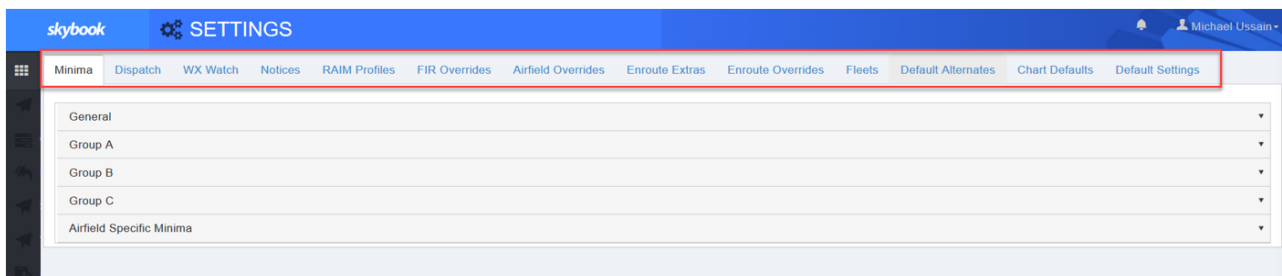 skybook SETTINGS Michael Ussain
Minima Dispatch WX Watch Notices RAIM Profiles FIR Overrides Airfield Overrides Enroute Extras Enroute Overrides Fleets Default Alternates Chart Defaults Default Settings
General
Group A
Group B
Group C
Airfield Specific Minima